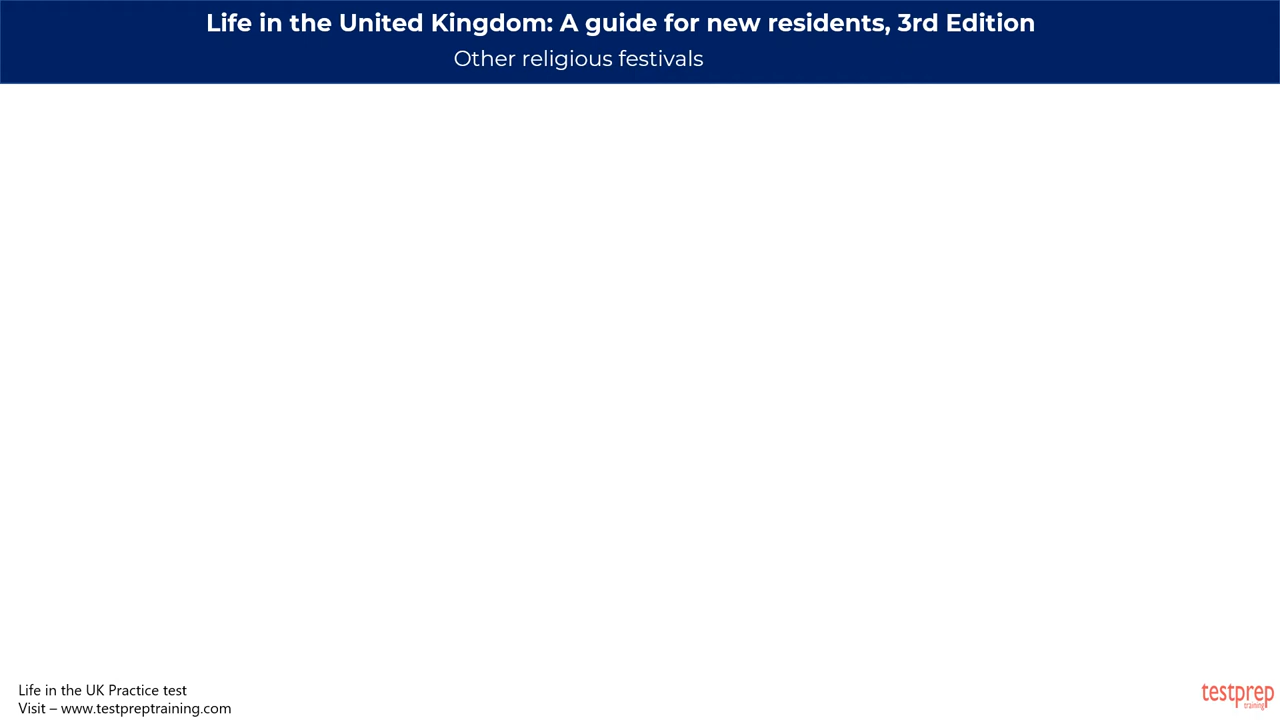 Life in the United Kingdom: A guide for new residents, 3rd Edition
Other religious festivals
Life in the UK Practice test
Visit – www.testpreptraining.com
testprep
training